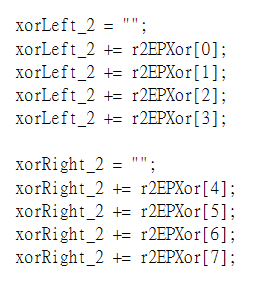 xorLeft_2 = "";
xorLeft_2 += r2EPXor[0];
xorLeft_2 += r2EPXor[1];
xorLeft_2 += r2EPXor[2];
xorLeft_2 += r2EPXor[3];

xorRight_2 = "";
xorRight_2 += r2EPXor[4];
xorRight_2 += r2EPXor[5];
xorRight_2 += r2EPXor[6];
xorRight_2 += r2EPXor[7];